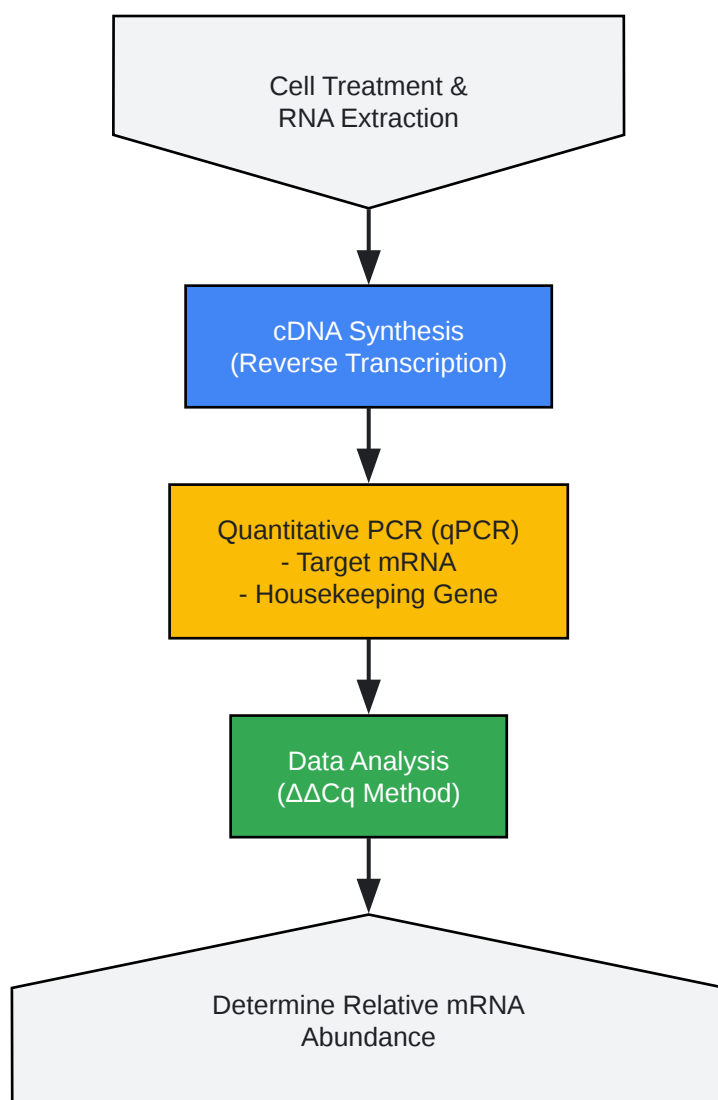 Cell Treatment &
RNA Extraction
cDNA Synthesis
(Reverse Transcription)
Quantitative PCR (qPCR)
- Target mRNA
- Housekeeping Gene
Data Analysis
(ΔΔCq Method)
Determine Relative mRNA
Abundance